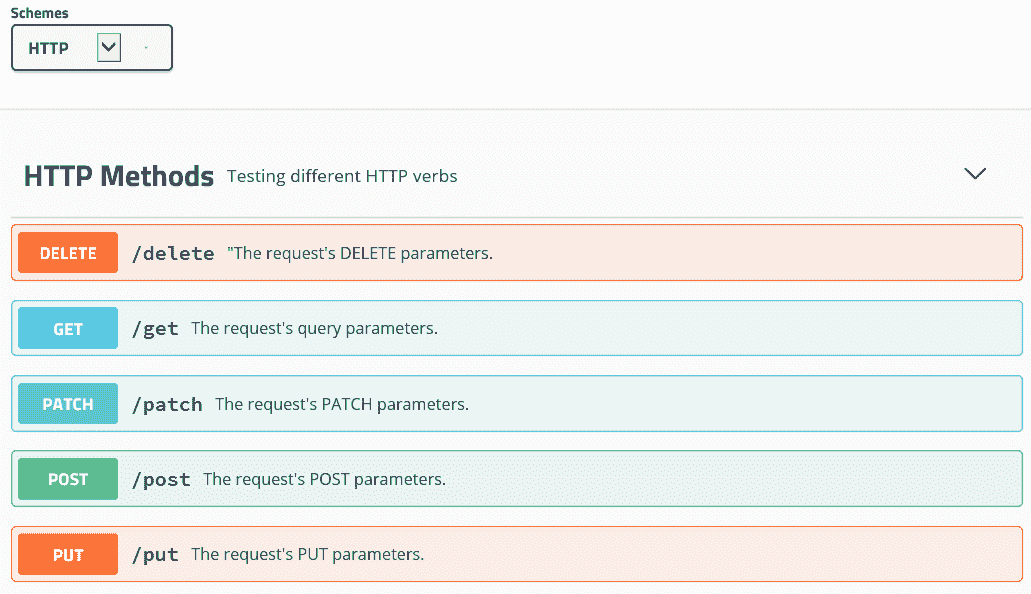 Schemes
HTTP
HTTP Methods Testing different HTTP verbs
DELETE /delete "The request's DELETE parameters.
GET /get The request's query parameters.
PATCH /patch The request's PATCH parameters.
POST /post The request's POST parameters.
PUT /put The request's PUT parameters.